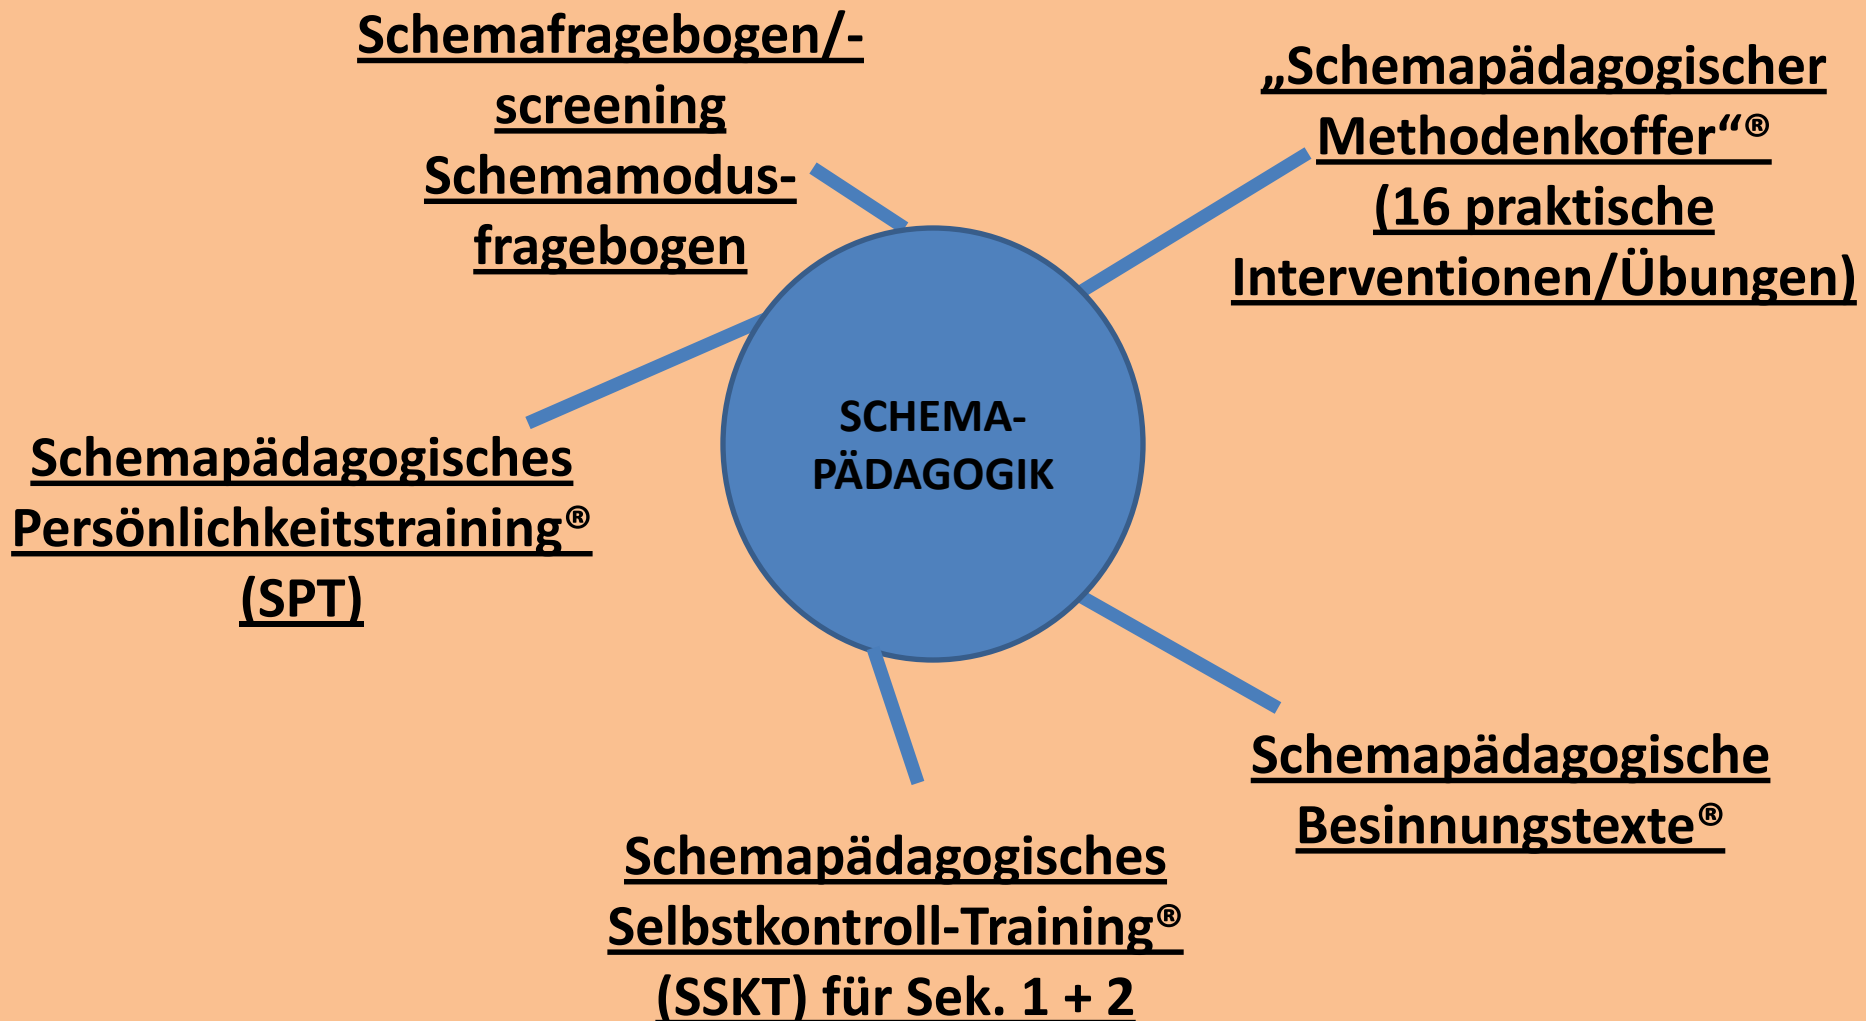 Schemafragebogen/-
screening
Schemamodus-
fragebogen
„Schemapädagogischer
Methodenkoffer“®
(16 praktische
Interventionen/Übungen)
SCHEMA-
PÄDAGOGIK
Schemapädagogisches
Persönlichkeitstraining®
(SPT)
Schemapädagogische
Besinnungstexte®
Schemapädagogisches
Selbstkontroll-Training®
(SSKT) für Sek. 1 + 2